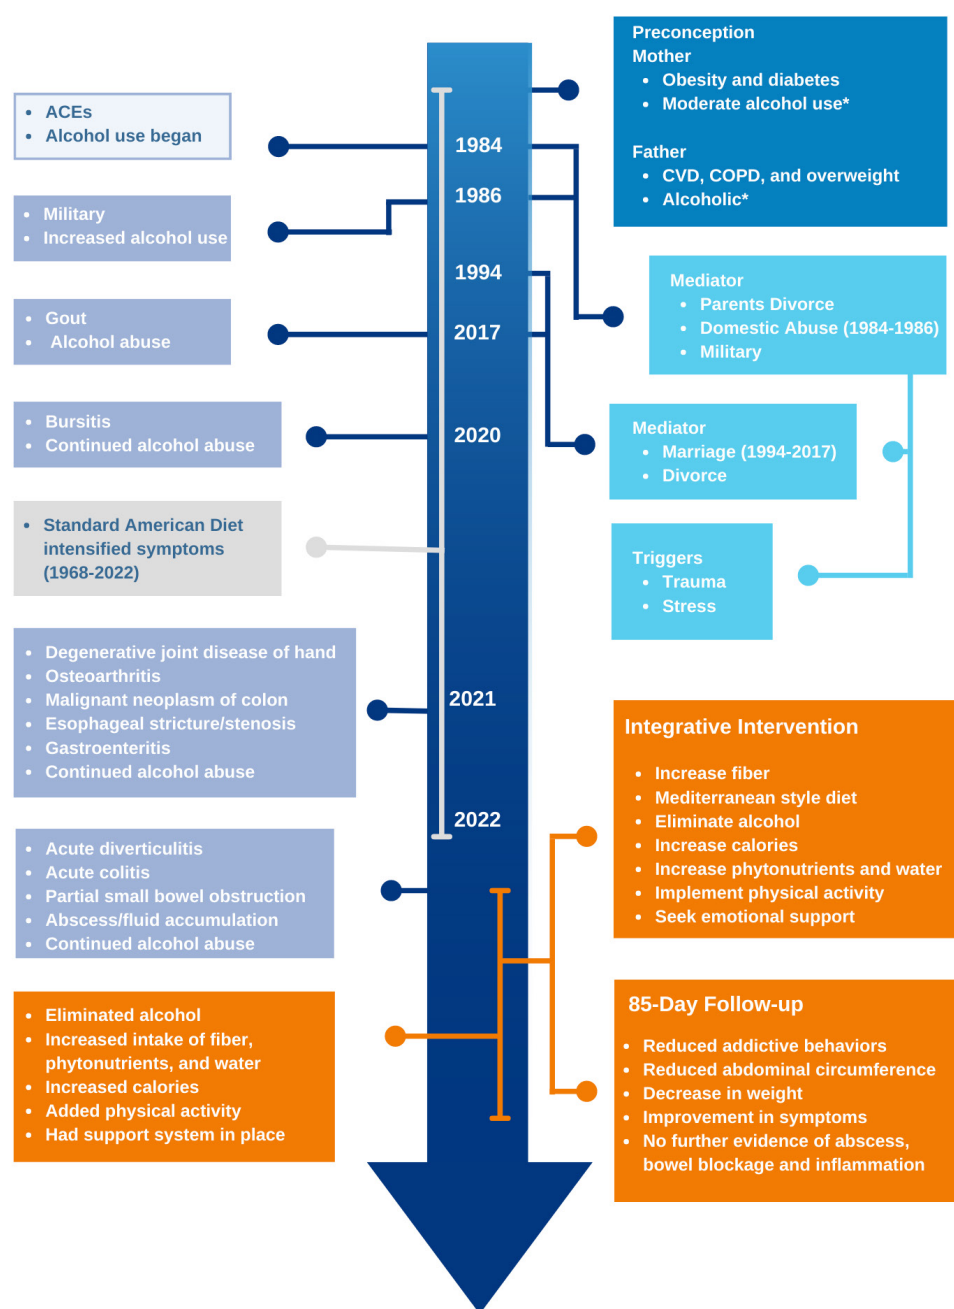 Preconception
Mother
• Obesity and diabetes
• Moderate alcohol use*
Father
• CVD, COPD, and overweight
• Alcoholic*
• ACEs
• Alcohol use began
1984
1986
• Military
• Increased alcohol use
1994
Mediator
• Parents Divorce
• Domestic Abuse (1984-1986)
• Military
• Gout
• Alcohol abuse
2017
• Bursitis
• Continued alcohol abuse
2020
Mediator
• Marriage (1994-2017)
• Divorce
• Standard American Diet
intensified symptoms
(1968-2022)
Triggers
• Trauma
• Stress
• Degenerative joint disease of hand
• Osteoarthritis
• Malignant neoplasm of colon
• Esophageal stricture/stenosis
• Gastroenteritis
• Continued alcohol abuse
2021
2022
Integrative Intervention
• Increase fiber
• Mediterranean style diet
• Eliminate alcohol
• Increase calories
• Increase phytonutrients and water
• Implement physical activity
• Seek emotional support
• Acute diverticulitis
• Acute colitis
• Partial small bowel obstruction
• Abscess/fluid accumulation
• Continued alcohol abuse
• Eliminated alcohol
• Increased intake of fiber,
phytonutrients, and water
• Increased calories
• Added physical activity
• Had support system in place
85-Day Follow-up
• Reduced addictive behaviors
• Reduced abdominal circumference
• Decrease in weight
• Improvement in symptoms
• No further evidence of abscess,
bowel blockage and inflammation